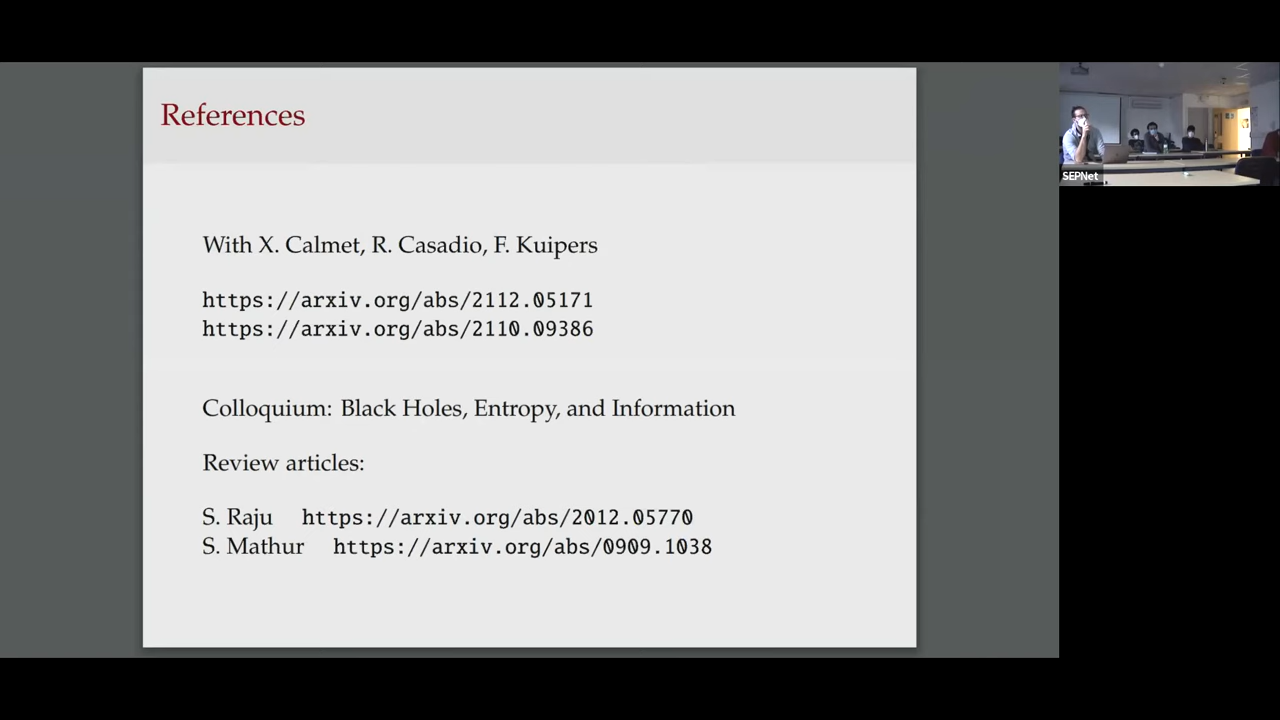 References
With X. Calmet, R. Casadio, F. Kuipers
https://arxiv.org/abs/2112.05171
https://arxiv.org/abs/2110.09386
Colloquium: Black Holes, Entropy, and Information
Review articles:
S. Raju https://arxiv.org/abs/2012.05770
S. Mathur https://arxiv.org/abs/0909.1038
SEPNet